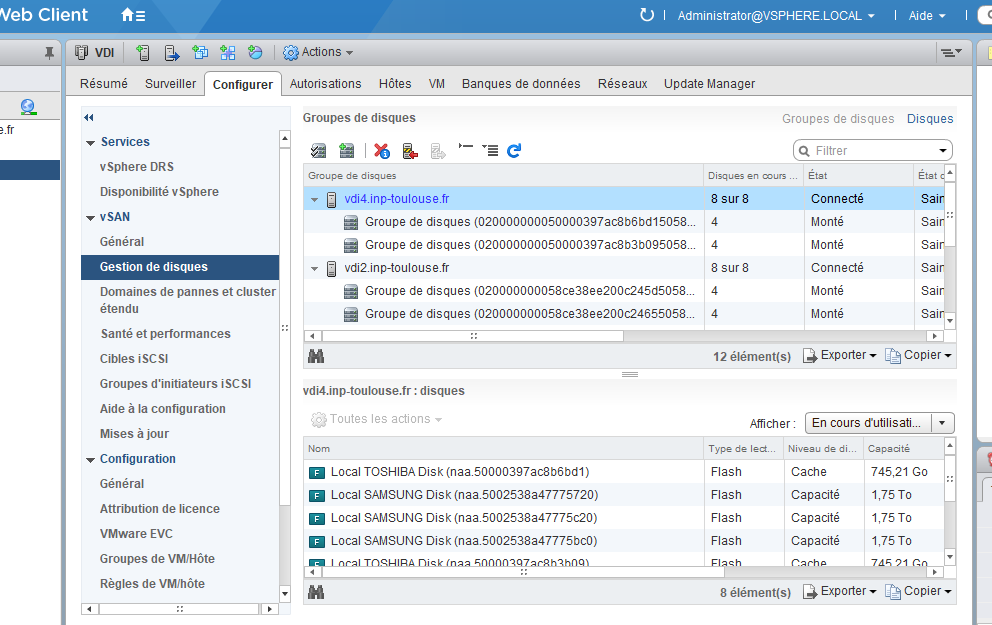 Web Client
Administrator@VSPHERE.LOCAL
Aide
VDI
Actions
Résumé Surveiller Configurer Autorisations Hôtes VM Banques de données Réseaux Update Manager
e.fr
Services
vSphere DRS
Disponibilité vSphere
vSAN
Général
Gestion de disques
Domaines de pannes et cluster
étendu
Santé et performances
Cibles iSCSI
Groupes d'initiateurs iSCSI
Aide à la configuration
Mises à jour
Configuration
Général
Attribution de licence
VMware EVC
Groupes de VM/Hôte
Règles de VM/hôte
Groupes de disques
Groupes de disques Disques
Filtrer
Groupe de disques Disques en cours ... État État d
vdi4.inp-toulouse.fr 8 sur 8 Connecté Sain
Groupe de disques (020000000050000397ac8b6bd15058... 4 Monté Sain
Groupe de disques (020000000050000397ac8b3b095058... 4 Monté Sain
vdi2.inp-toulouse.fr 8 sur 8 Connecté Sain
Groupe de disques (020000000058ce38ee200c245d5058... 4 Monté Sain
Groupe de disques (020000000058ce38ee200c24655058... 4 Monté Sain
12 élément(s) Exporter Copier
vdi4.inp-toulouse.fr : disques
Toutes les actions
Afficher : En cours d'utilisati...
Nom Type de lect... Niveau de di... Capacité
F Local TOSHIBA Disk (naa.50000397ac8b6bd1) Flash Cache 745,21 Go
F Local SAMSUNG Disk (naa.5002538a47775720) Flash Capacité 1,75 To
F Local SAMSUNG Disk (naa.5002538a47775c20) Flash Capacité 1,75 To
F Local SAMSUNG Disk (naa.5002538a47775bc0) Flash Capacité 1,75 To
F Local TOSHIBA Disk (naa.50000397ac8b3b09) Flash Cache 745,21 Go
8 élément(s) Exporter Copier